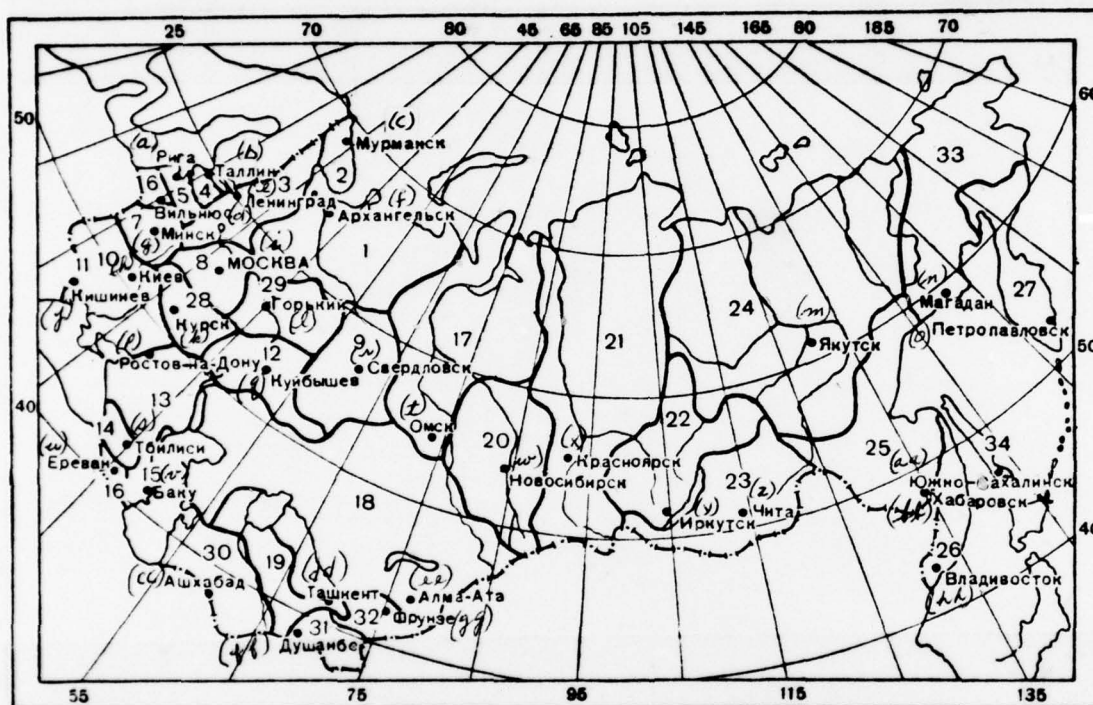 25 70 80 45 65 85 105 145 165 60 185 70
50 60
(a) (b) (c)
Рига Таллин Мурманск
33
6 5 4 3 2
Ленинград (f)
Вильнюс (d) Архангельск
7 Минск
(g) (i) 1
10 (h) 8 МОСКВА
11 Киев 29 24 (n) 27
28 Горький 21 (m) Магадан
Кишинев Курск (l) 17 Петропавловск
(j) (k) 9 (r) Якутск (o)
(p) 12 Свердловск 50
Ростов-на-Дону Куйбышев
(q)
40 13 (t) 22
14 (s) Омск 20 (x) 25 34
(u) Тбилиси (w) Красноярск (aa)
Ереван 15 (v) Новосибирск 23 (z) Южно-Сахалинск
16 Баку 18 (y) Чита Хабаровск
Иркутск
40
30 19 26
(cc) Ашхабад (dd) (ee) Владивосток
Ташкент Алма-Ата (hh)
32 Фрунзе (gg)
31
Душанбе
55 75 95 115 135